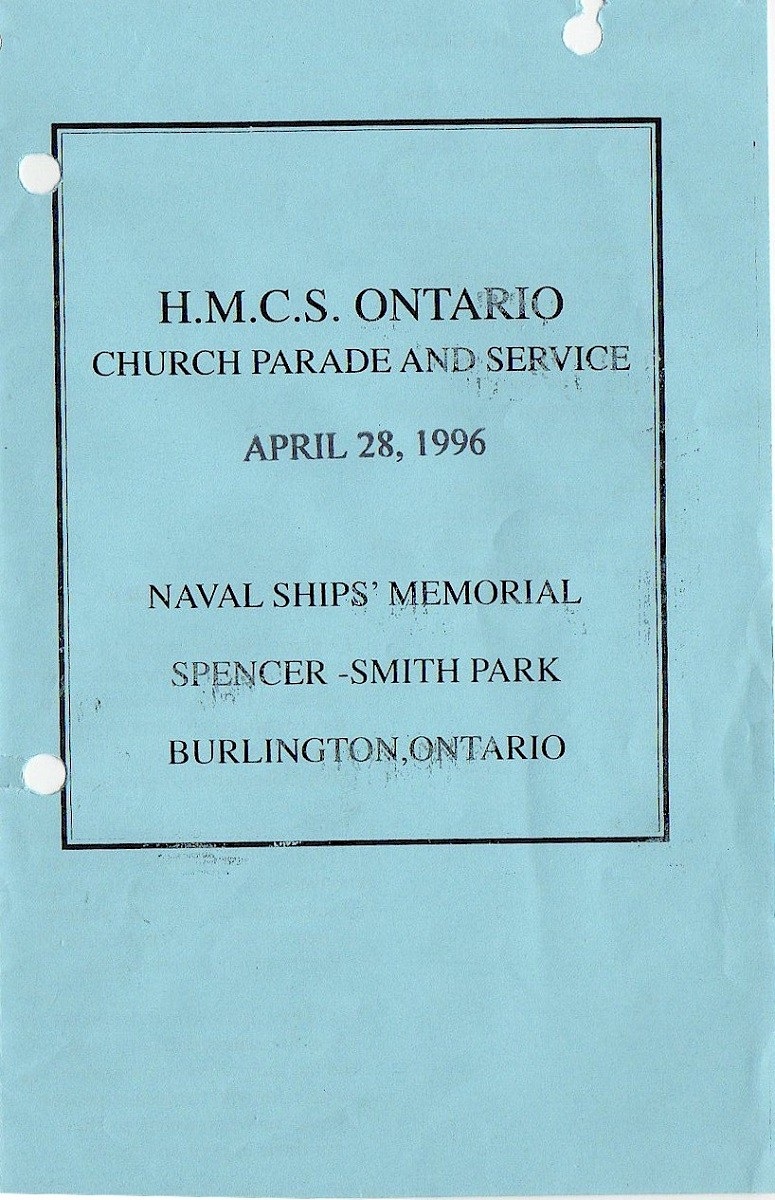 H.M.C.S. ONTARIO
CHURCH PARADE AND SERVICE
APRIL 28, 1996
NAVAL SHIPS' MEMORIAL
SPENCER -SMITH PARK
BURLINGTON,ONTARIO